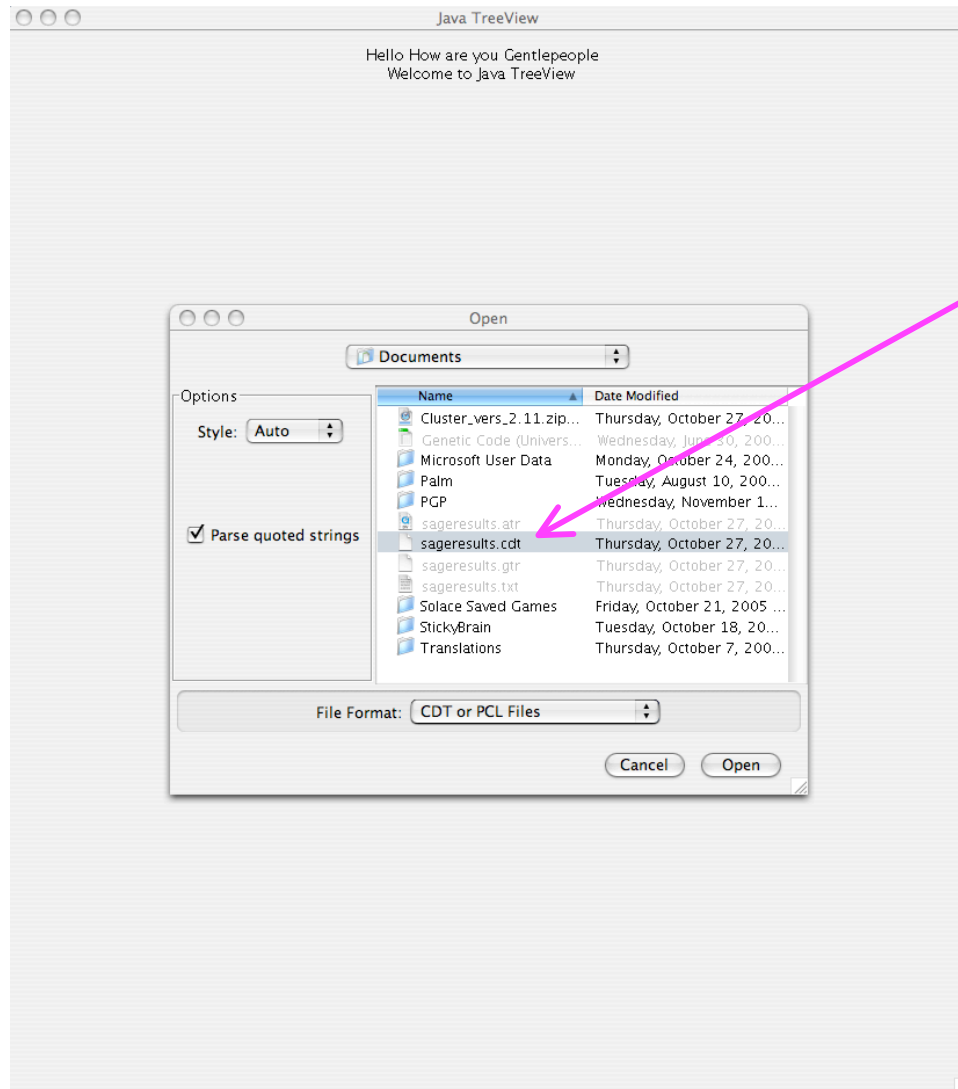 Java TreeView
Hello How are you Gentlepeople
Welcome to Java TreeView
Open
Documents
Options
Style: Auto
Parse quoted strings
Name Date Modified
Cluster_vers_2.11.zip... Thursday, October 27, 20...
Genetic Code (Univers... Wednesday, June 30, 200...
Microsoft User Data Monday, October 24, 200...
Palm Tuesday, August 10, 200...
PGP Wednesday, November 1...
sageresults.atr Thursday, October 27, 20...
sageresults.cdt Thursday, October 27, 20...
sageresults.gtr Thursday, October 27, 20...
sageresults.txt Thursday, October 27, 20...
Solace Saved Games Friday, October 21, 2005 ...
StickyBrain Tuesday, October 18, 20...
Translations Thursday, October 7, 200...
File Format: CDT or PCL Files
Cancel Open